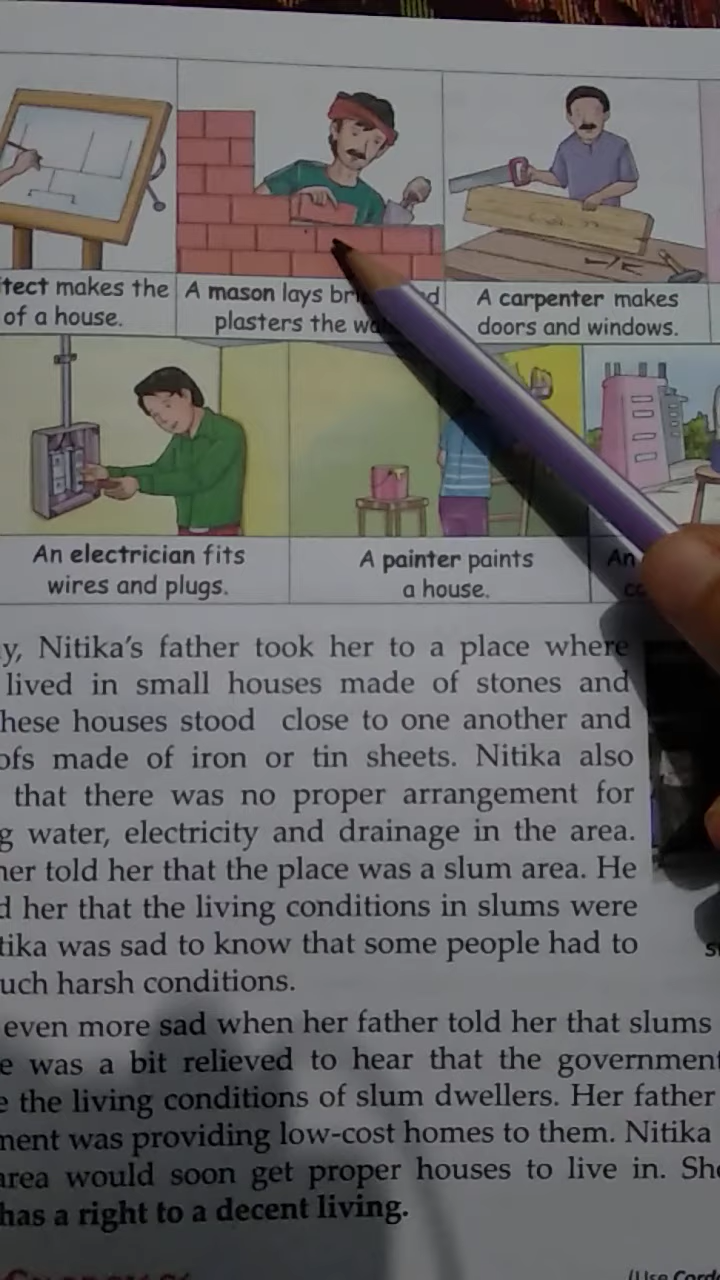 tect makes the
of a house.
A mason lays bri
plasters the wa
A carpenter makes
doors and windows.
An electrician fits
wires and plugs.
A painter paints
a house.
An
y, Nitika's father took her to a place where
lived in small houses made of stones and
hese houses stood close to one another and
ofs made of iron or tin sheets. Nitika also
that there was no proper arrangement for
g water, electricity and drainage in the area.
her told her that the place was a slum area. He
d her that the living conditions in slums were
tika was sad to know that some people had to
uch harsh conditions.
even more sad when her father told her that slums
e was a bit relieved to hear that the government
e the living conditions of slum dwellers. Her father
ment was providing low-cost homes to them. Nitika
area would soon get proper houses to live in. She
has a right to a decent living.